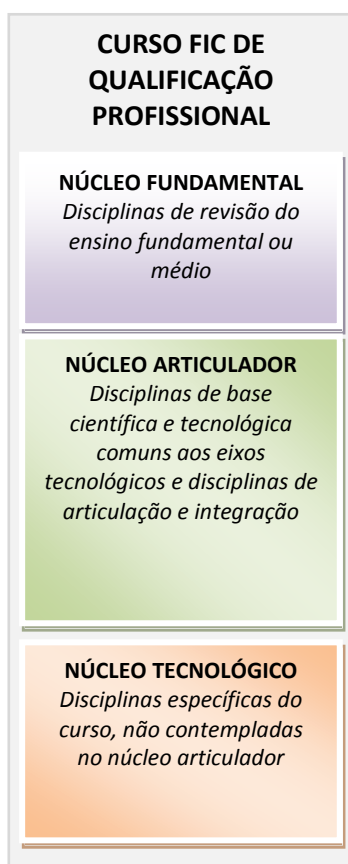 CURSO FIC DE
QUALIFICAÇÃO
PROFISSIONAL
NÚCLEO FUNDAMENTAL
Disciplinas de revisão do
ensino fundamental ou
médio
NÚCLEO ARTICULADOR
Disciplinas de base
científica e tecnológica
comuns aos eixos
tecnológicos e disciplinas de
articulação e integração
NÚCLEO TECNOLÓGICO
Disciplinas específicas do
curso, não contempladas
no núcleo articulador